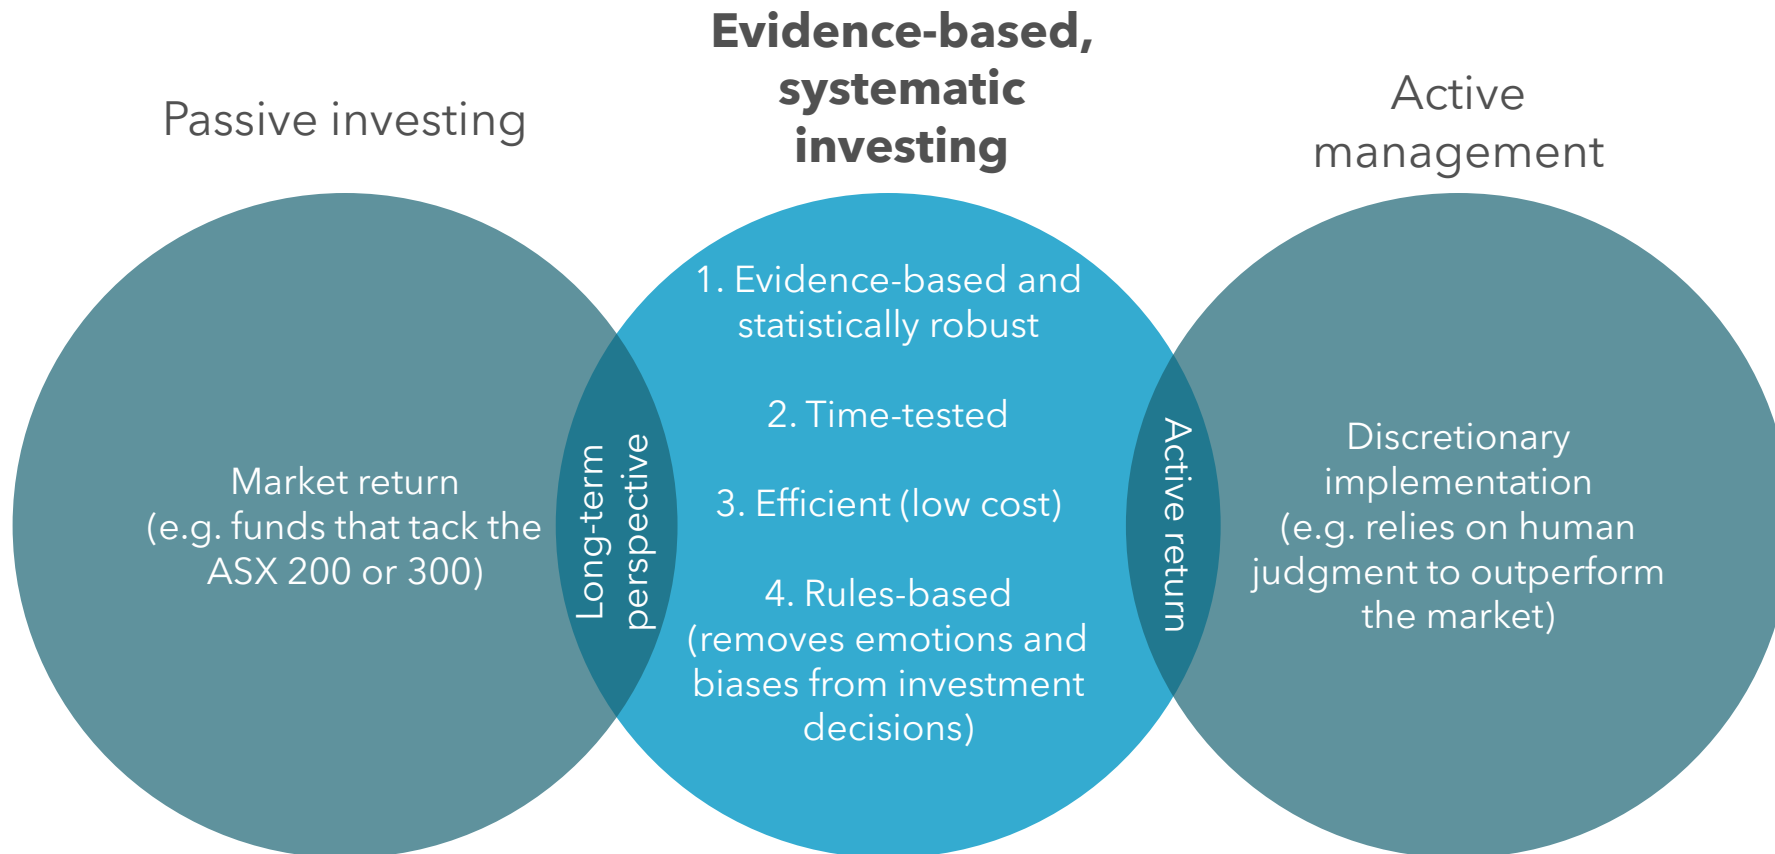 Evidence-based,
systematic
investing
Passive investing
Active
management
1. Evidence-based and
statistically robust
2. Time-tested
3. Efficient (low cost)
4. Rules-based
(removes emotions and
biases from investment
decisions)
Market return
(e.g. funds that tack the
ASX 200 or 300)
Long-term
perspective
Active return
Discretionary
implementation
(e.g. relies on human
judgment to outperform
the market)